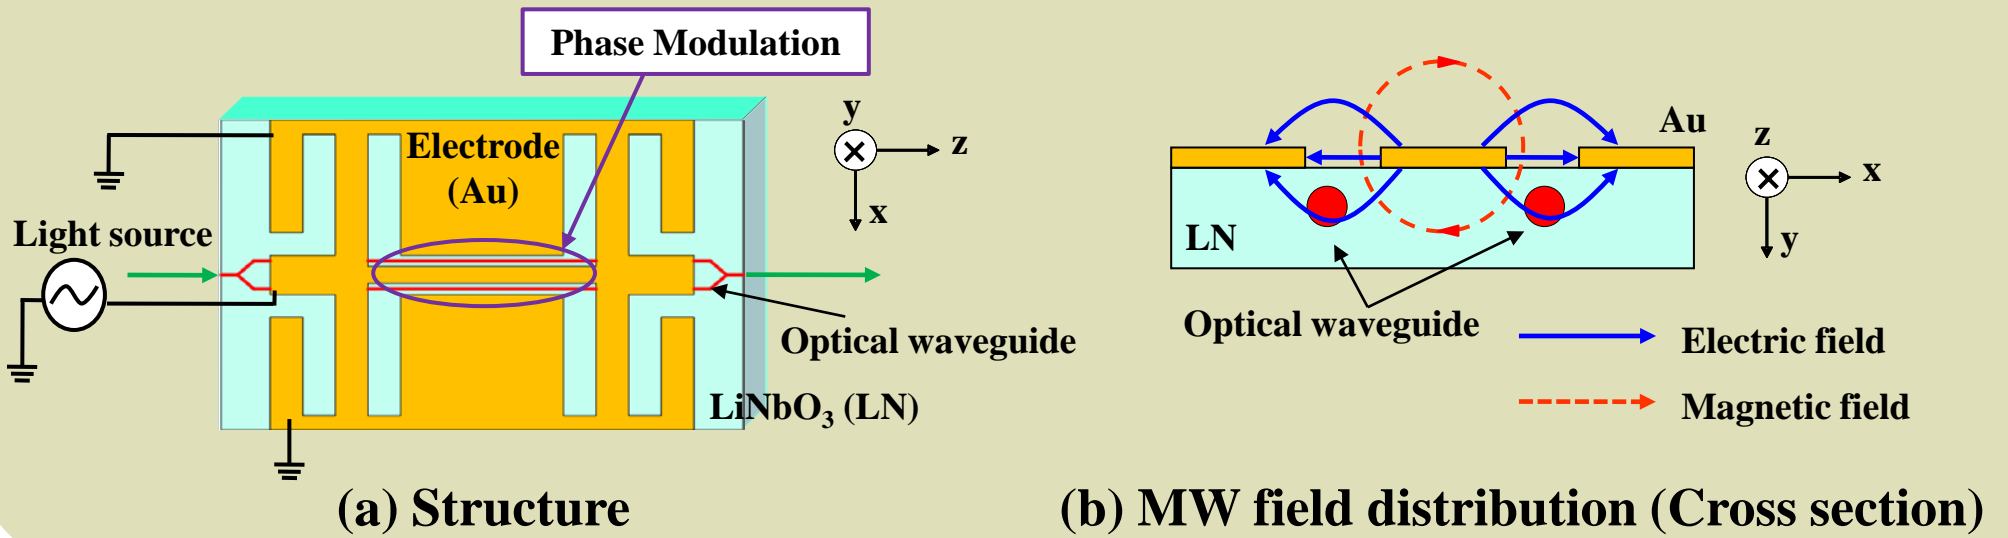 Phase Modulation
Electrode
(Au)
y
z
x
Light source
Optical waveguide
LiNbO₃ (LN)
(a) Structure
Au
z
x
y
LN
Optical waveguide
Electric field
Magnetic field
(b) MW field distribution (Cross section)